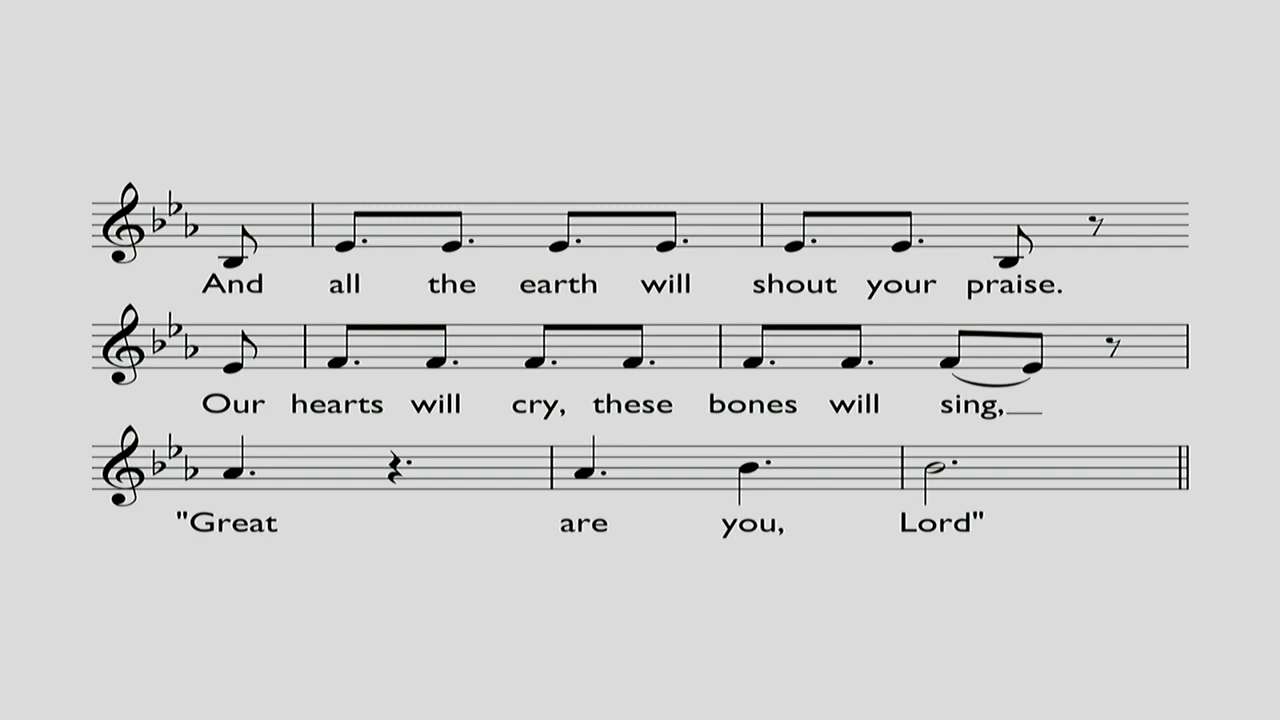 And all the earth will shout your praise.
Our hearts will cry, these bones will sing,
"Great are you, Lord"